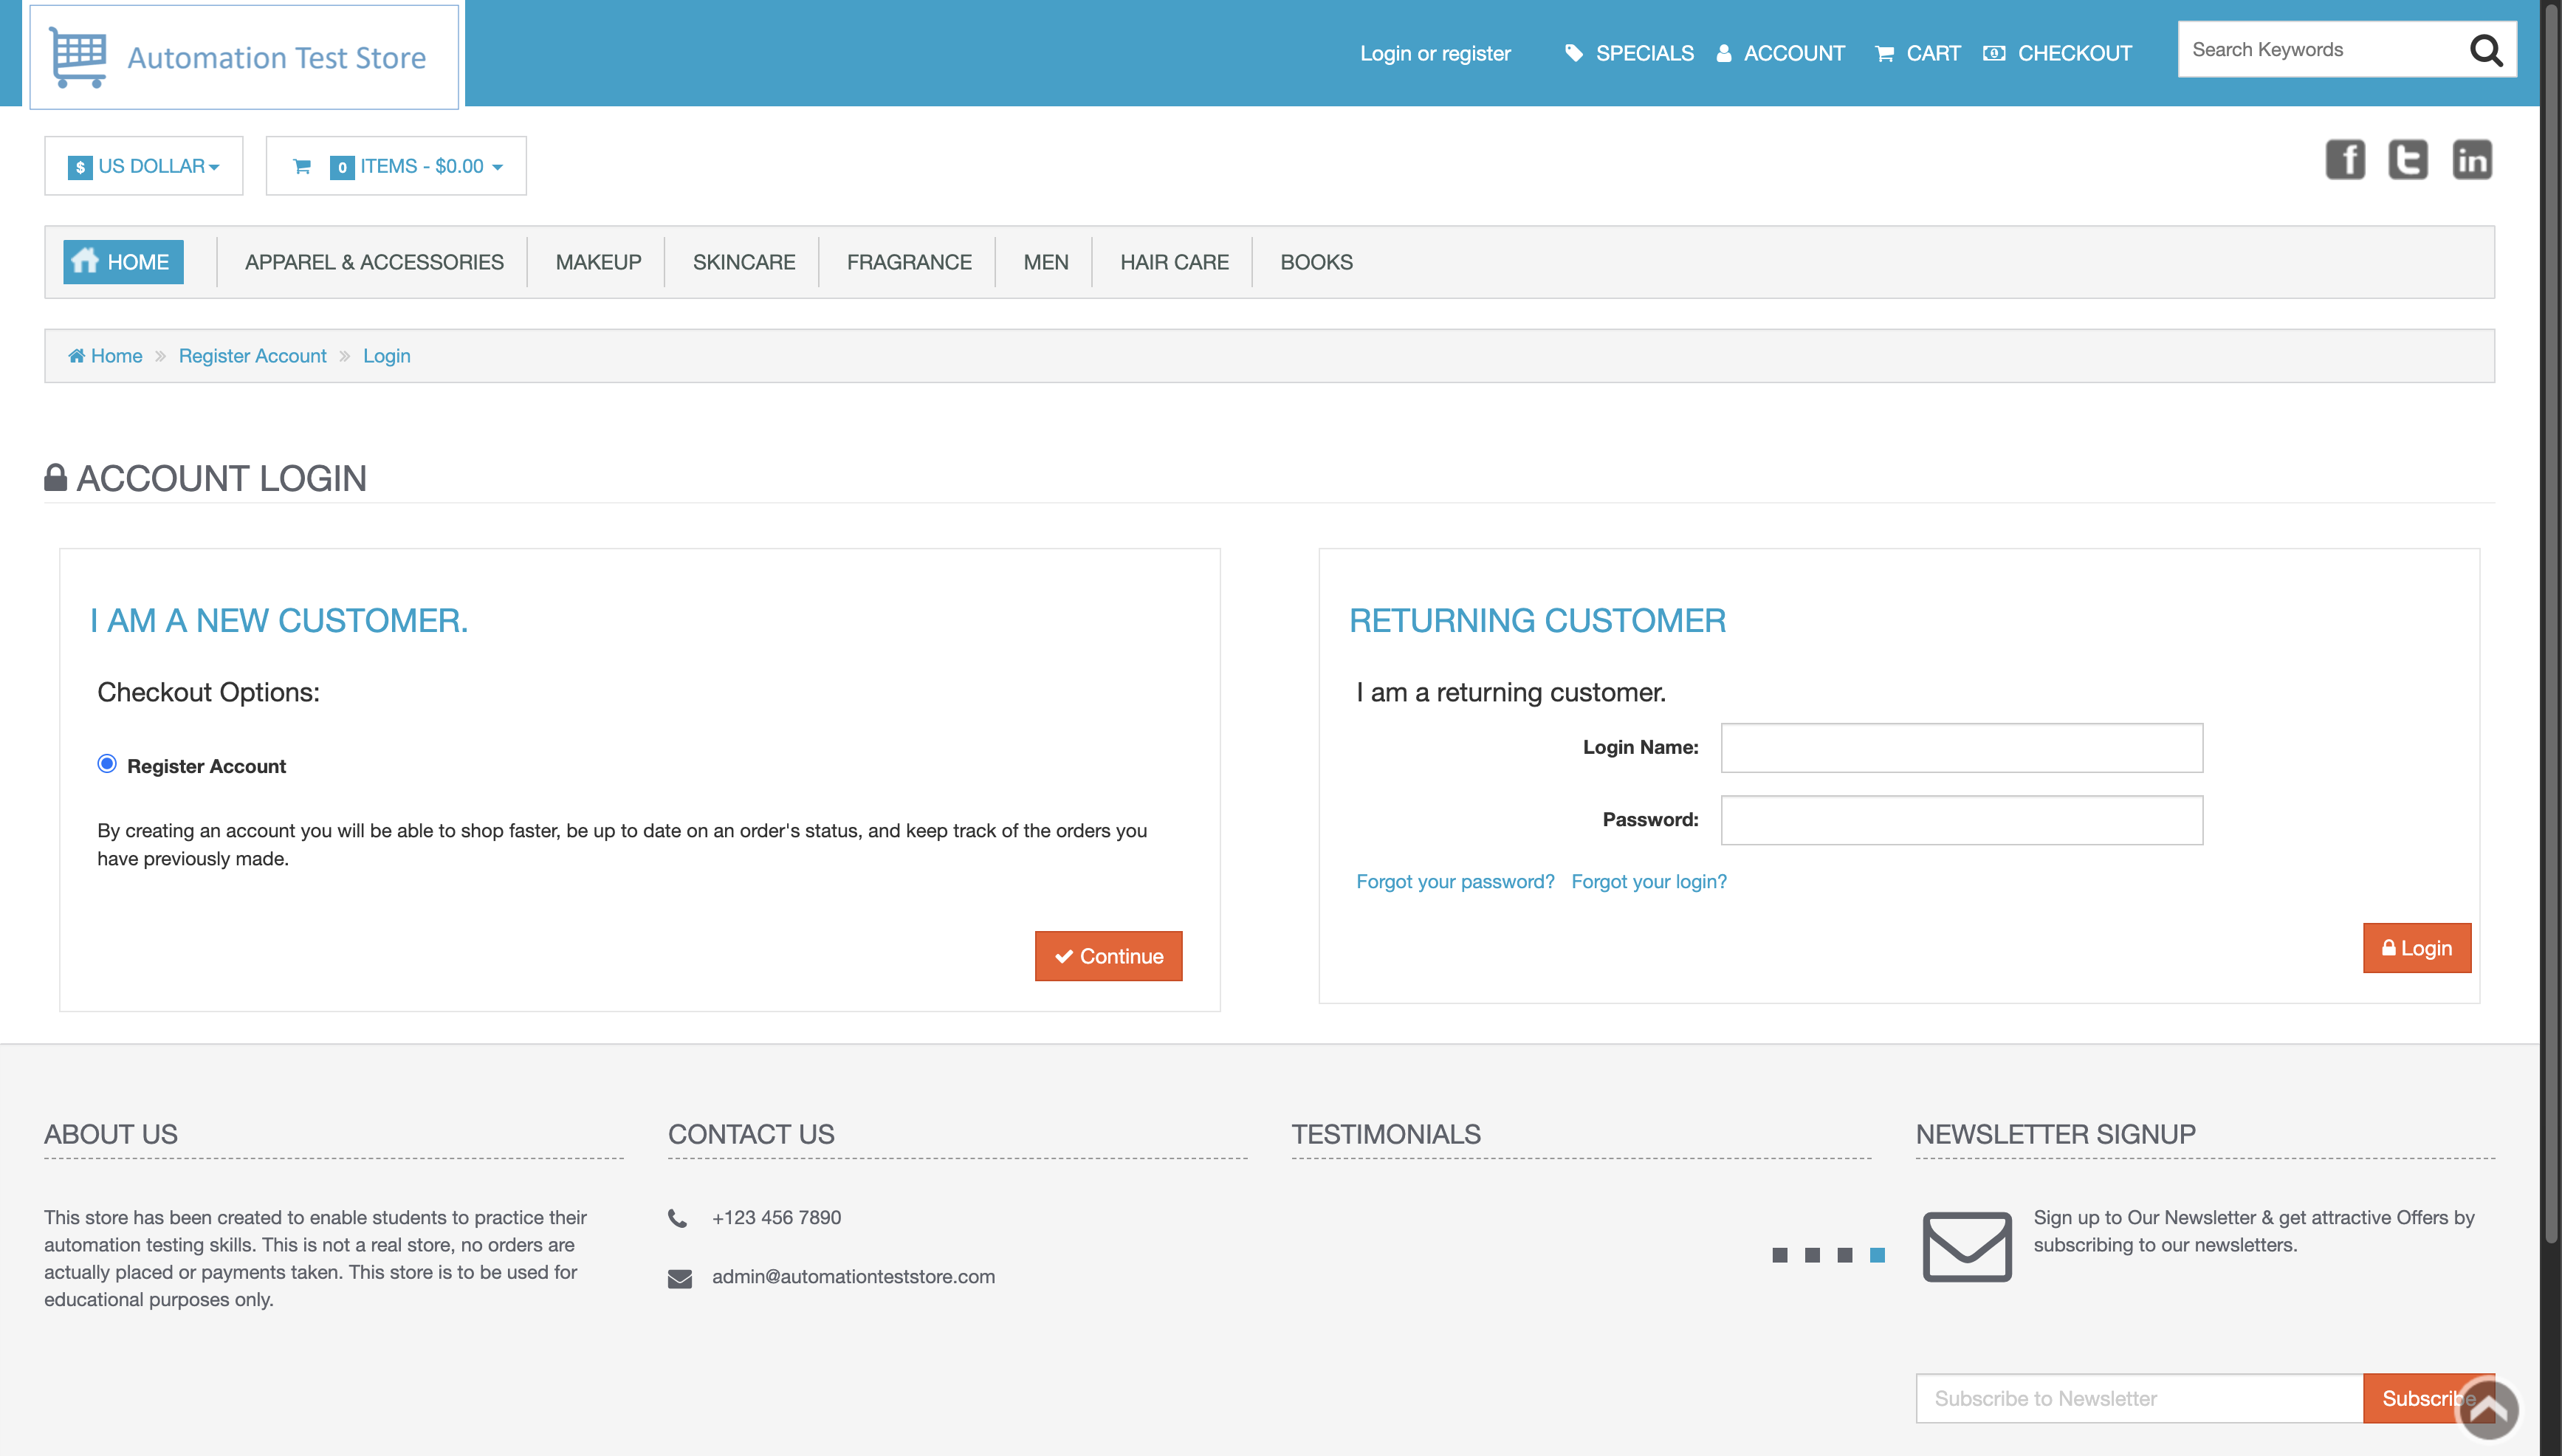 Automation Test Store
Login or register
SPECIALS
ACCOUNT
CART
CHECKOUT
Search Keywords
$ US DOLLAR
0 ITEMS - $0.00
f
t
in
HOME
APPAREL & ACCESSORIES
MAKEUP
SKINCARE
FRAGRANCE
MEN
HAIR CARE
BOOKS
Home » Register Account » Login
ACCOUNT LOGIN
I AM A NEW CUSTOMER.
Checkout Options:
Register Account
By creating an account you will be able to shop faster, be up to date on an order's status, and keep track of the orders you
have previously made.
Continue
RETURNING CUSTOMER
I am a returning customer.
Login Name:
Password:
Forgot your password? Forgot your login?
Login
ABOUT US
This store has been created to enable students to practice their
automation testing skills. This is not a real store, no orders are
actually placed or payments taken. This store is to be used for
educational purposes only.
CONTACT US
+123 456 7890
admin@automationteststore.com
TESTIMONIALS
NEWSLETTER SIGNUP
Sign up to Our Newsletter & get attractive Offers by
subscribing to our newsletters.
Subscribe to Newsletter
Subscribe